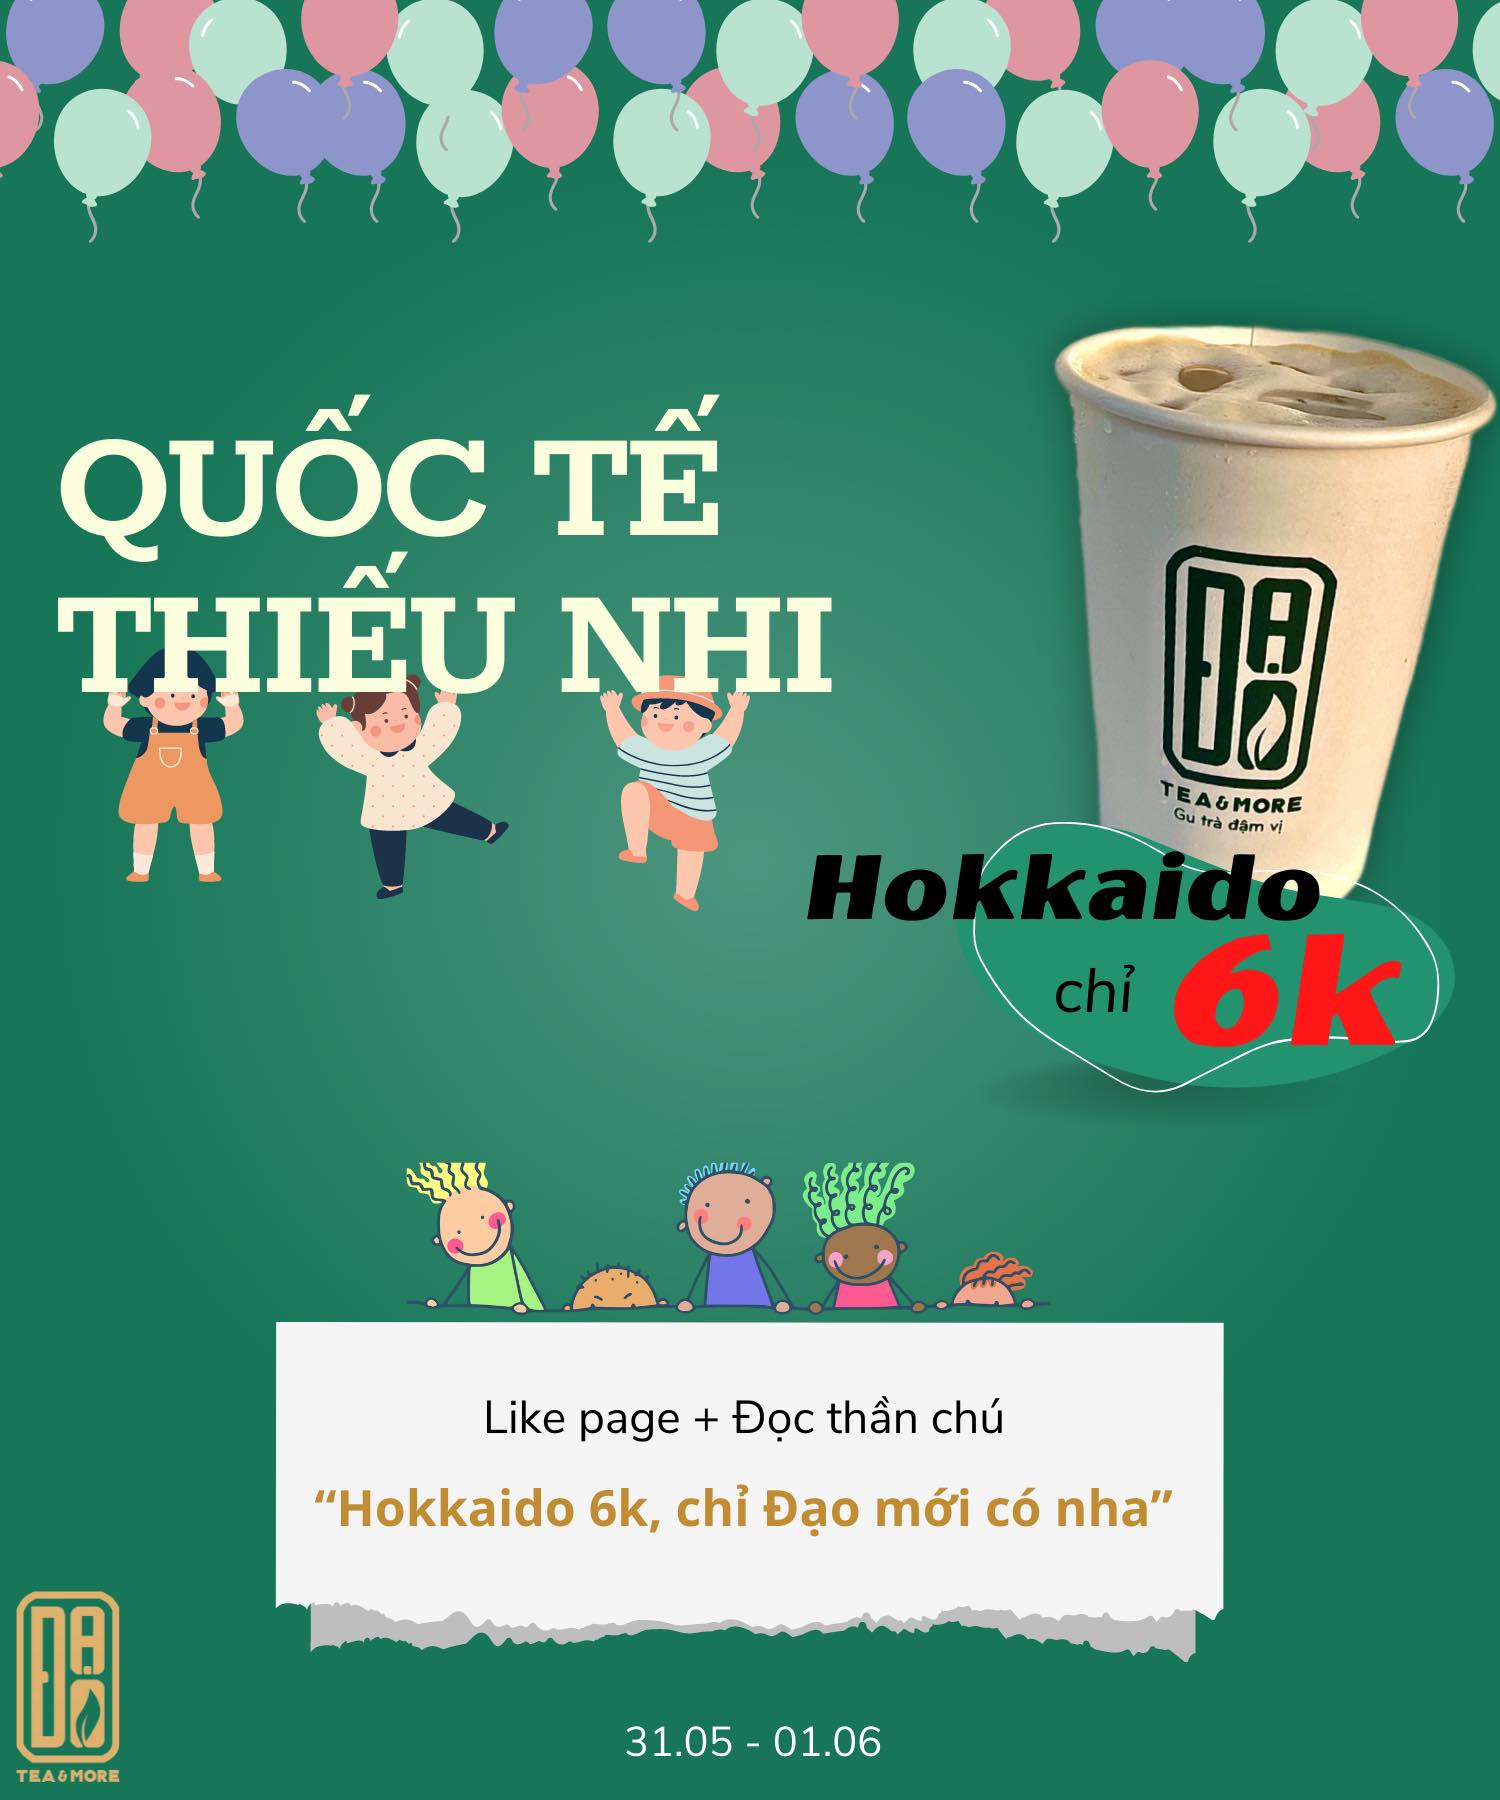 QUỐC TẾ
THIẾU NHI
ĐẠO
TEA&MORE
Gu trà đậm vị
Hokkaido
chỉ 6k
Like page + Đọc thần chú
“Hokkaido 6k, chỉ Đạo mới có nha”
ĐẠO
TEA&MORE
31.05 - 01.06